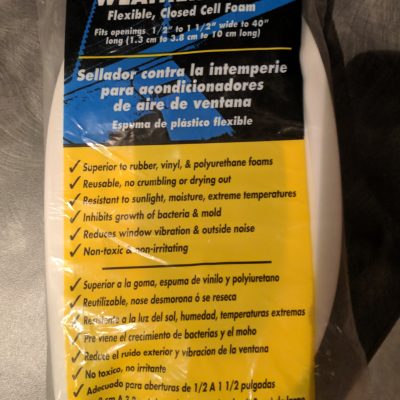 Flexible, Closed Cell Foam
Fits openings 1/2" to 1 1/2" wide to 40"
long (1.3 cm to 3.8 cm to 10 cm long)
Sellador contra la intemperie
para acondicionadores
de aire de ventana
Espuma de plástico flexible
✓ Superior to rubber, vinyl, & polyurethane foams
✓ Reusable, no crumbling or drying out
✓ Resistant to sunlight, moisture, extreme temperatures
✓ Inhibits growth of bacteria & mold
✓ Reduces window vibration & outside noise
✓ Non-toxic & non-irritating
✓ Superior a la goma, espuma de vinilo y polyiuretano
✓ Reutilizable, nose desmorona ó se reseca
✓ Resistente a la luz del sol, humedad, temperaturas extremas
✓ Pre viene el crecimiento de bacterias y el moho
✓ Reduce el ruido exterior y vibracion de la ventana
✓ No toxico, no irritante
✓ Adecuado para aberturas de 1/2 A 1 1/2 pulgadas